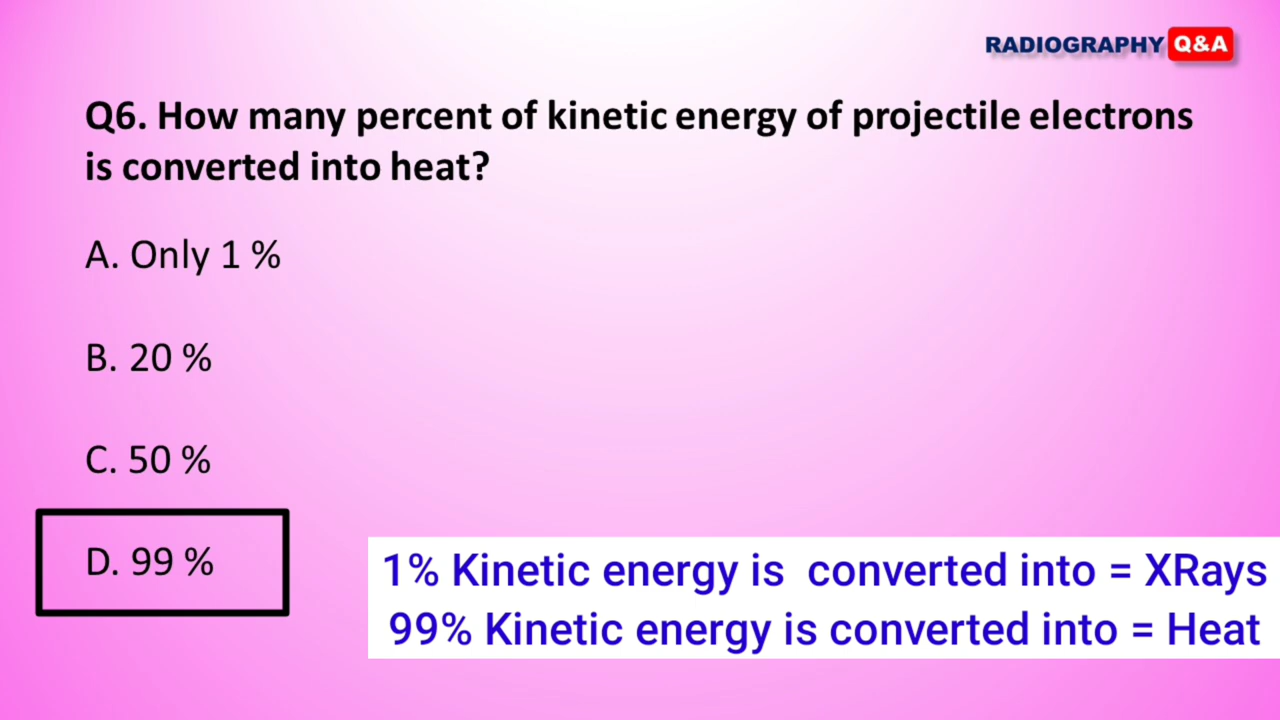 RADIOGRAPHY Q&A
Q6. How many percent of kinetic energy of projectile electrons
is converted into heat?
A. Only 1 %
B. 20 %
C. 50 %
D. 99 %
1% Kinetic energy is converted into = XRays
99% Kinetic energy is converted into = Heat